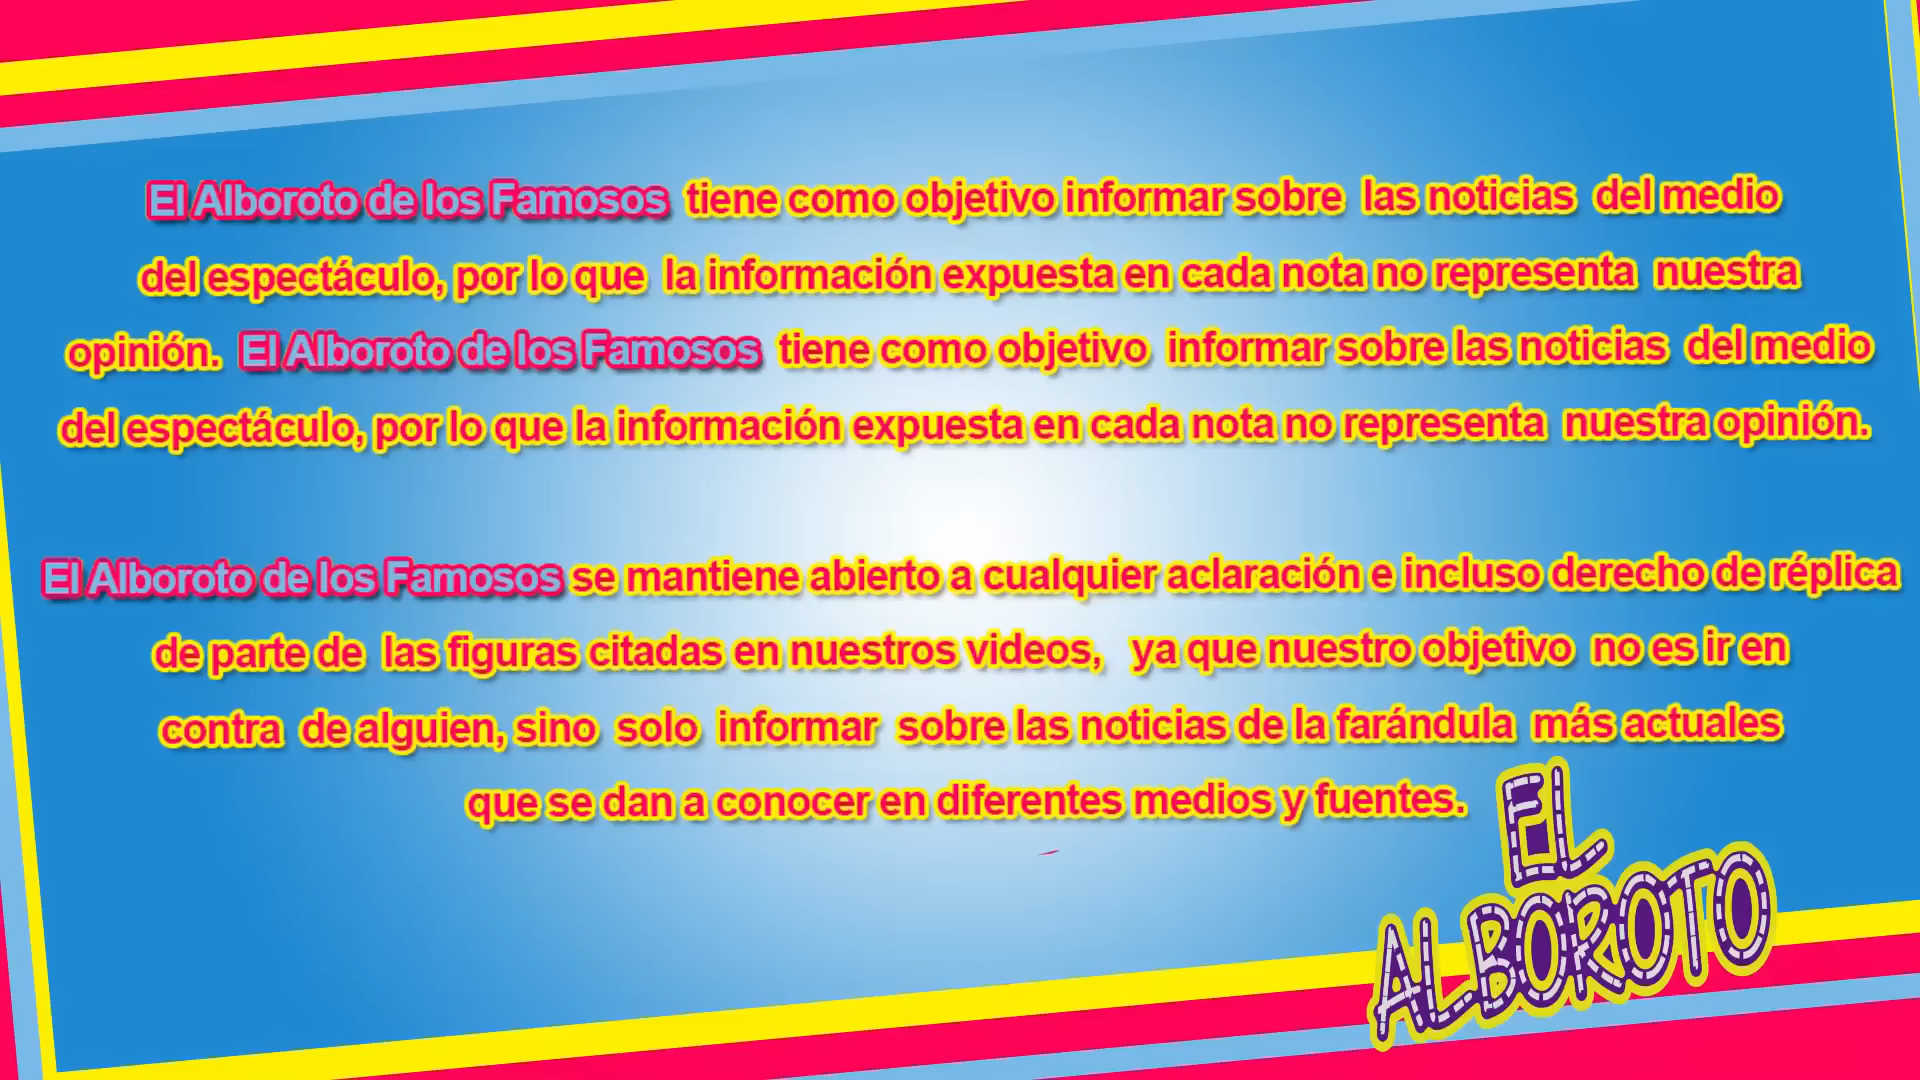 El Alboroto de los Famosos tiene como objetivo informar sobre las noticias del medio
del espectáculo, por lo que la información expuesta en cada nota no representa nuestra
opinión. El Alboroto de los Famosos tiene como objetivo informar sobre las noticias del medio
del espectáculo, por lo que la información expuesta en cada nota no representa nuestra opinión.
El Alboroto de los Famosos se mantiene abierto a cualquier aclaración e incluso derecho de réplica
de parte de las figuras citadas en nuestros videos, ya que nuestro objetivo no es ir en
contra de alguien, sino solo informar sobre las noticias de la farándula más actuales
que se dan a conocer en diferentes medios y fuentes.
EL
ALBOROTO